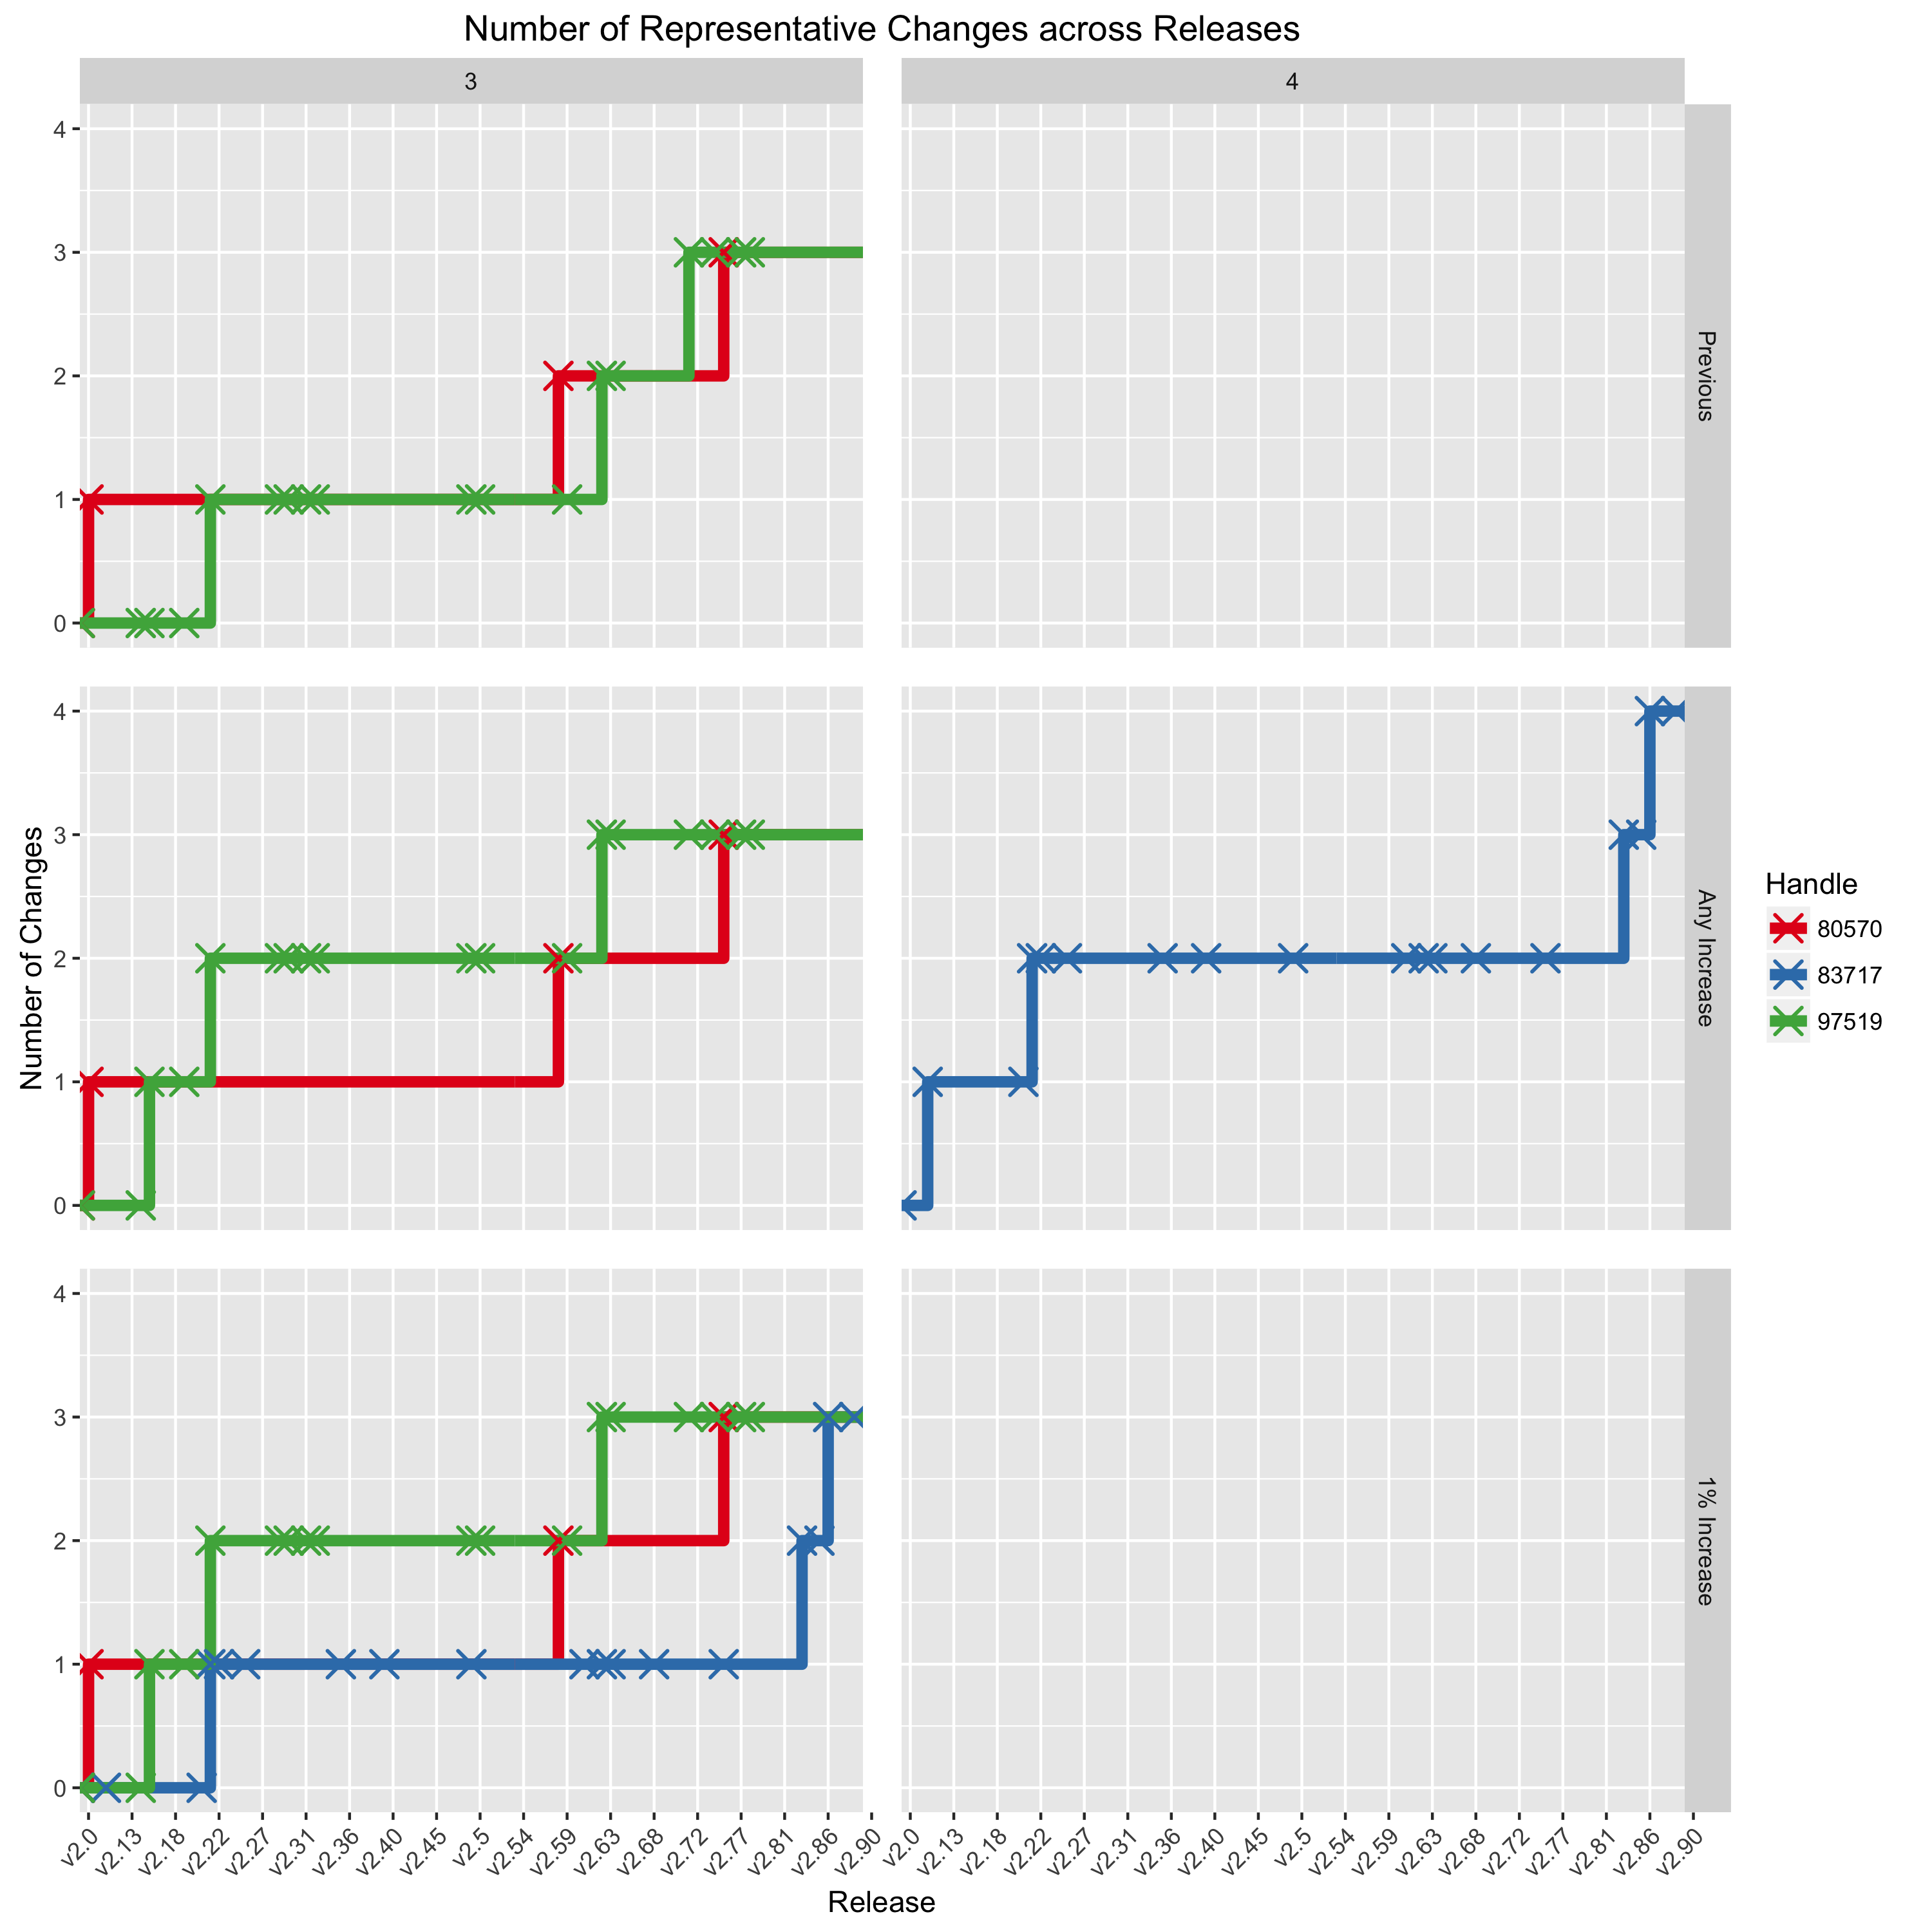 Number of Representative Changes across Releases
3
4
4
3
2
1
0
Previous
4
3
2
1
0
Any Increase
4
3
2
1
0
1% Increase
Number of Changes
v2.0 v2.13 v2.18 v2.22 v2.27 v2.31 v2.36 v2.40 v2.45 v2.5 v2.54 v2.59 v2.63 v2.68 v2.72 v2.77 v2.81 v2.86 v2.90
v2.0 v2.13 v2.18 v2.22 v2.27 v2.31 v2.36 v2.40 v2.45 v2.5 v2.54 v2.59 v2.63 v2.68 v2.72 v2.77 v2.81 v2.86 v2.90
Release
Handle
80570
83717
97519